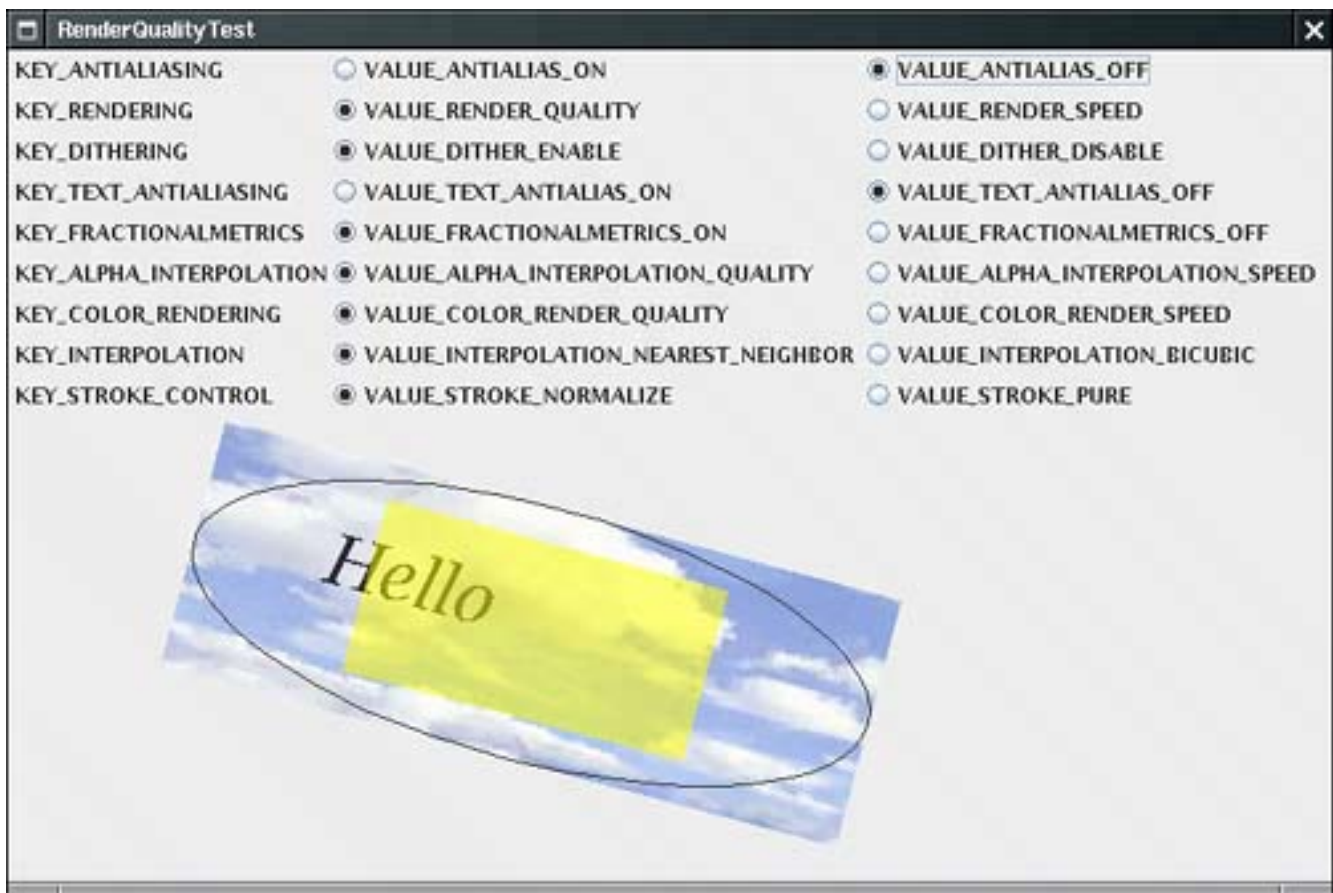 RenderQualityTest
KEY_ANTIALIASING VALUE_ANTIALIAS_ON VALUE_ANTIALIAS_OFF
KEY_RENDERING VALUE_RENDER_QUALITY VALUE_RENDER_SPEED
KEY_DITHERING VALUE_DITHER_ENABLE VALUE_DITHER_DISABLE
KEY_TEXT_ANTIALIASING VALUE_TEXT_ANTIALIAS_ON VALUE_TEXT_ANTIALIAS_OFF
KEY_FRACTIONALMETRICS VALUE_FRACTIONALMETRICS_ON VALUE_FRACTIONALMETRICS_OFF
KEY_ALPHA_INTERPOLATION VALUE_ALPHA_INTERPOLATION_QUALITY VALUE_ALPHA_INTERPOLATION_SPEED
KEY_COLOR_RENDERING VALUE_COLOR_RENDER_QUALITY VALUE_COLOR_RENDER_SPEED
KEY_INTERPOLATION VALUE_INTERPOLATION_NEAREST_NEIGHBOR VALUE_INTERPOLATION_BICUBIC
KEY_STROKE_CONTROL VALUE_STROKE_NORMALIZE VALUE_STROKE_PURE
Hello